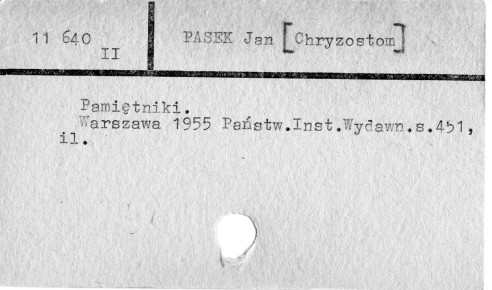 11 640
II
PASEK Jan [Chryzostom]
Pamiętniki.
Warszawa 1955 Państw.Inst.Wydawn.s.451,
il.